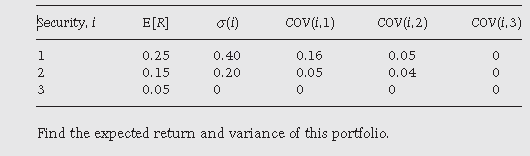 Security, i E[R] σ(i) COV(i,1) COV(i,2) COV(i,3)
1 0.25 0.40 0.16 0.05 0
2 0.15 0.20 0.05 0.04 0
3 0.05 0 0 0 0
Find the expected return and variance of this portfolio.